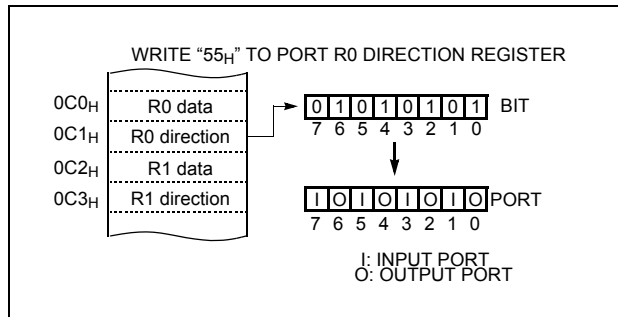 WRITE “55H” TO PORT R0 DIRECTION REGISTER
0C0H R0 data
0C1H R0 direction
0C2H R1 data
0C3H R1 direction
0 1 0 1 0 1 0 1 BIT
7 6 5 4 3 2 1 0
I O I O I O I O PORT
7 6 5 4 3 2 1 0
I: INPUT PORT
O: OUTPUT PORT